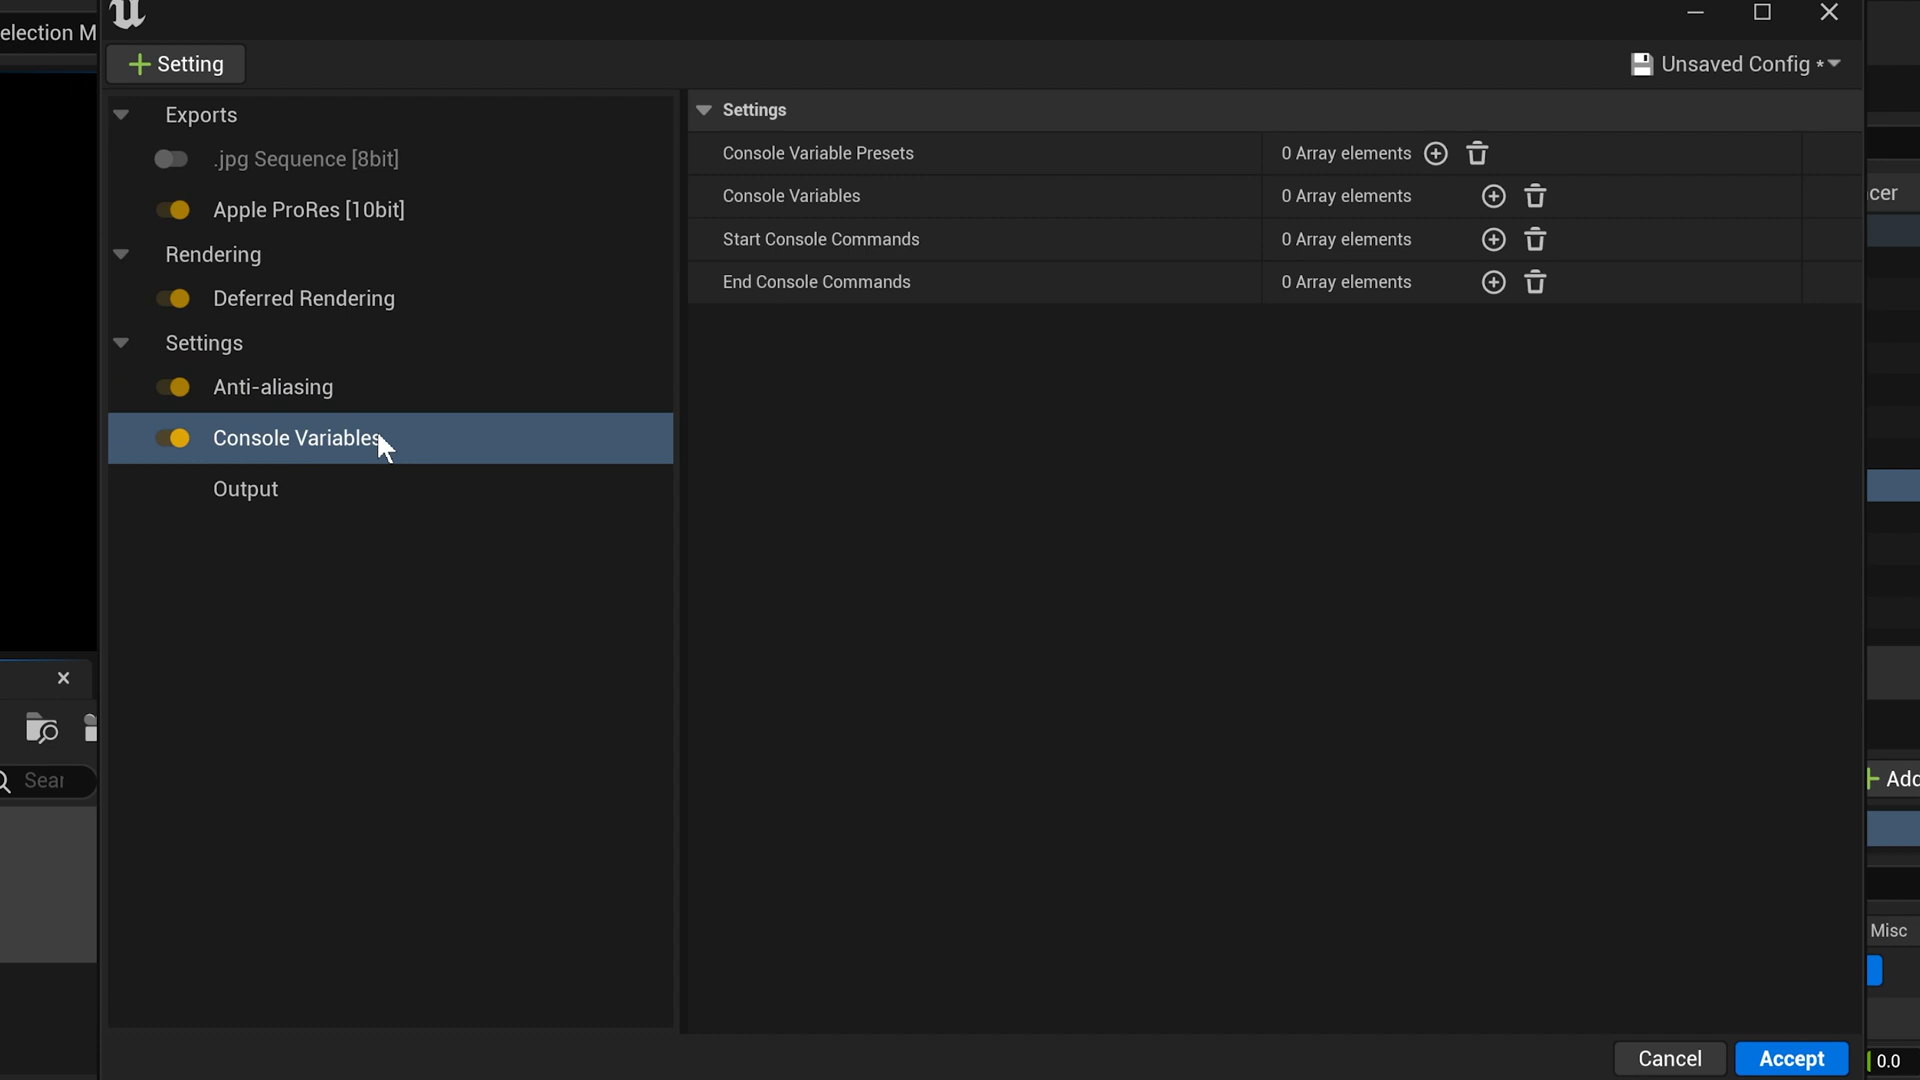 election M
Setting
Unsaved Config *
Exports
.jpg Sequence [8bit]
Apple ProRes [10bit]
Rendering
Deferred Rendering
Settings
Anti-aliasing
Console Variables
Output
Settings
Console Variable Presets
0 Array elements
Console Variables
0 Array elements
Start Console Commands
0 Array elements
End Console Commands
0 Array elements
Sear
cer
Add
Misc
0.0
Cancel
Accept